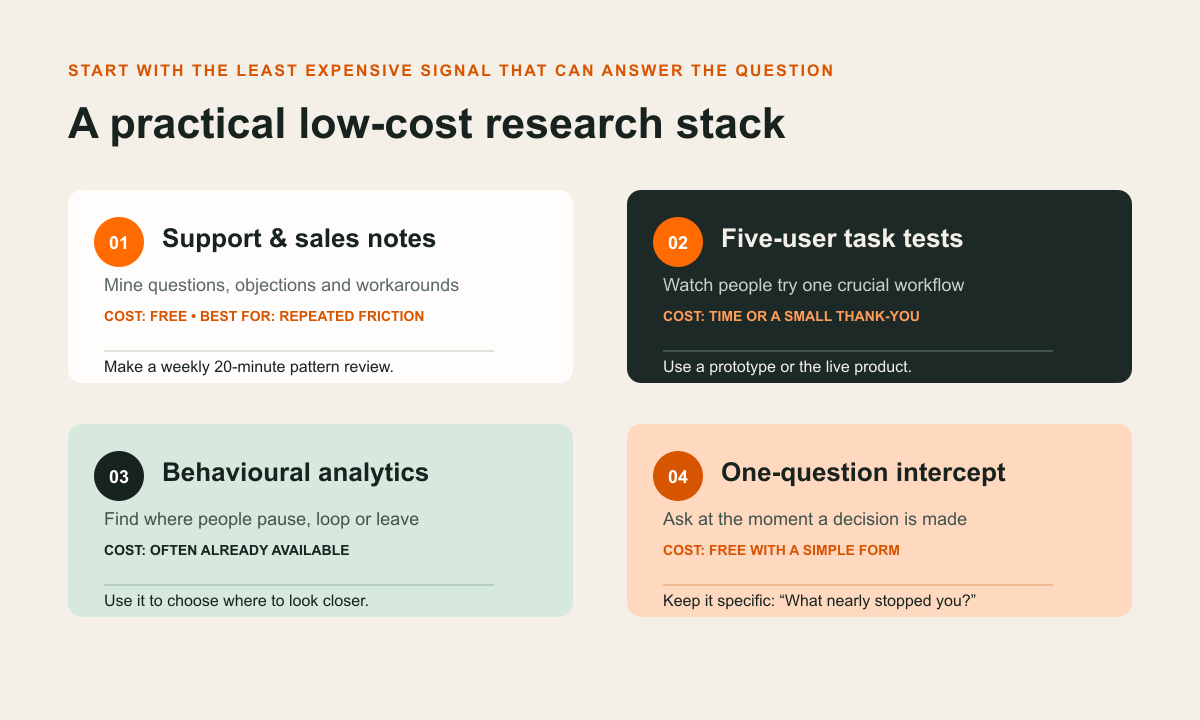 START WITH THE LEAST EXPENSIVE SIGNAL THAT CAN ANSWER THE QUESTION
A practical low-cost research stack
01
Support & sales notes
Mine questions, objections and workarounds
COST: FREE • BEST FOR: REPEATED FRICTION
Make a weekly 20-minute pattern review.
02
Five-user task tests
Watch people try one crucial workflow
COST: TIME OR A SMALL THANK-YOU
Use a prototype or the live product.
03
Behavioural analytics
Find where people pause, loop or leave
COST: OFTEN ALREADY AVAILABLE
Use it to choose where to look closer.
04
One-question intercept
Ask at the moment a decision is made
COST: FREE WITH A SIMPLE FORM
Keep it specific: “What nearly stopped you?”